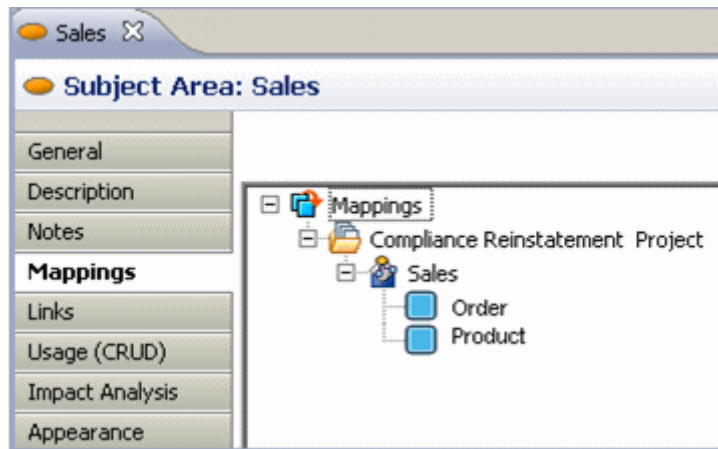 Sales
Subject Area: Sales
General
Description
Notes
Mappings
Links
Usage (CRUD)
Impact Analysis
Appearance
Mappings
Compliance Reinstatement Project
Sales
Order
Product